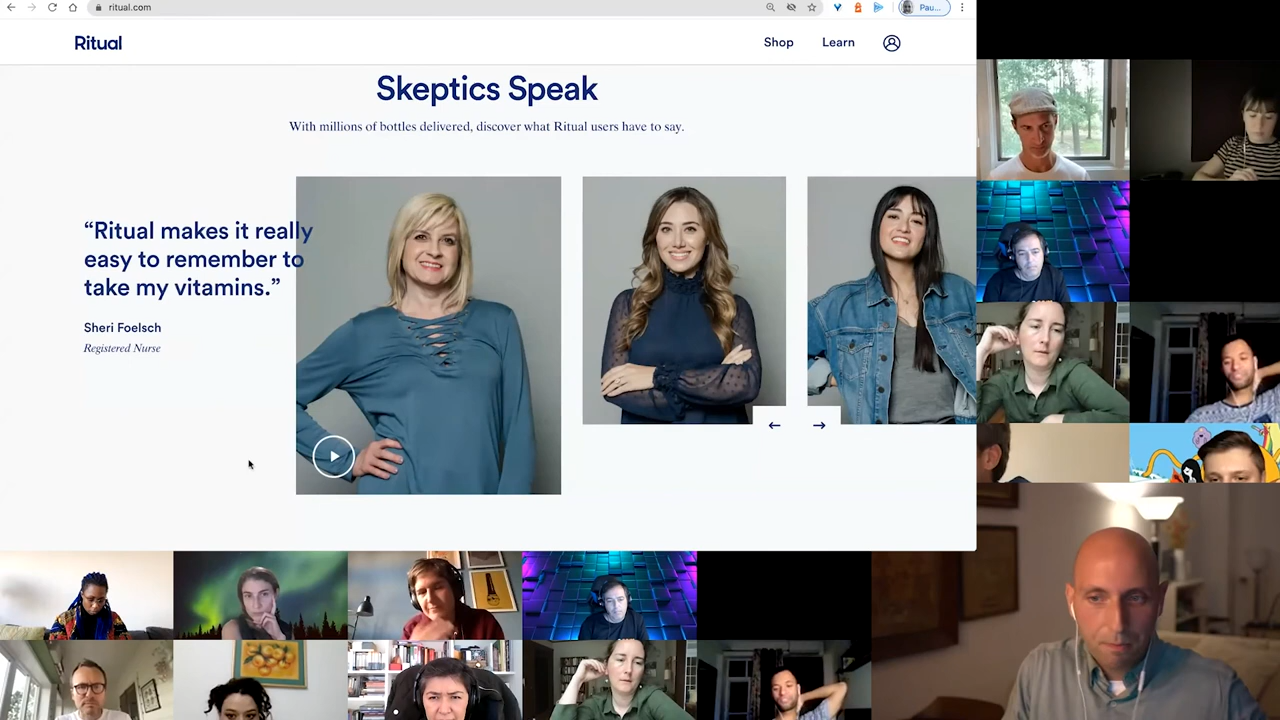 ritual.com
Pau...
Ritual
Shop
Learn
Skeptics Speak
With millions of bottles delivered, discover what Ritual users have to say.
“Ritual makes it really
easy to remember to
take my vitamins.”
Sheri Foelsch
Registered Nurse